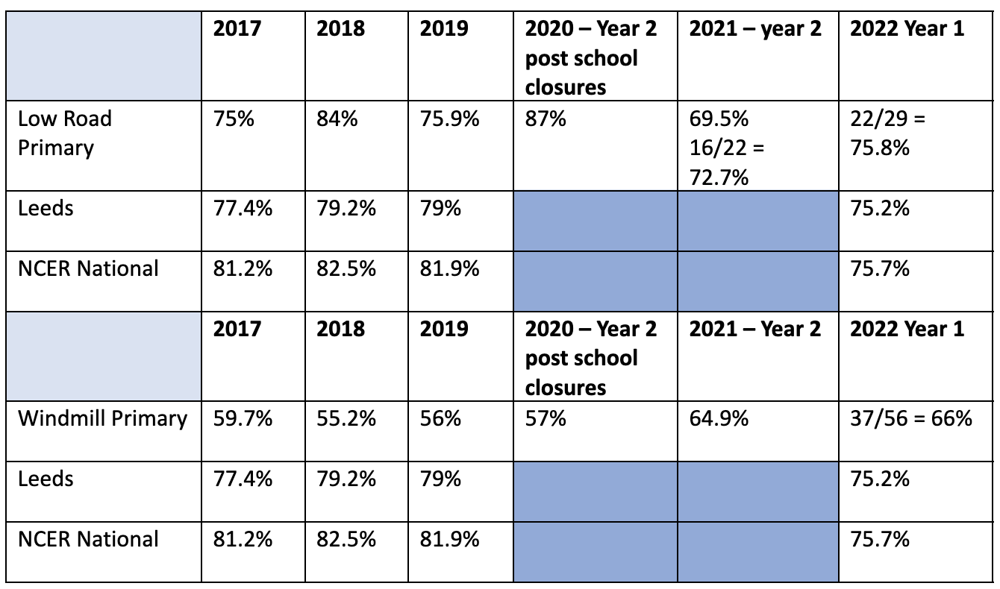 2017 2018 2019 2020 – Year 2 post school closures 2021 – year 2 2022 Year 1
Low Road Primary 75% 84% 75.9% 87% 69.5% 16/22 = 72.7% 22/29 = 75.8%
Leeds 77.4% 79.2% 79% 75.2%
NCER National 81.2% 82.5% 81.9% 75.7%
2017 2018 2019 2020 – Year 2 post school closures 2021 – Year 2 2022 Year 1
Windmill Primary 59.7% 55.2% 56% 57% 64.9% 37/56 = 66%
Leeds 77.4% 79.2% 79% 75.2%
NCER National 81.2% 82.5% 81.9% 75.7%